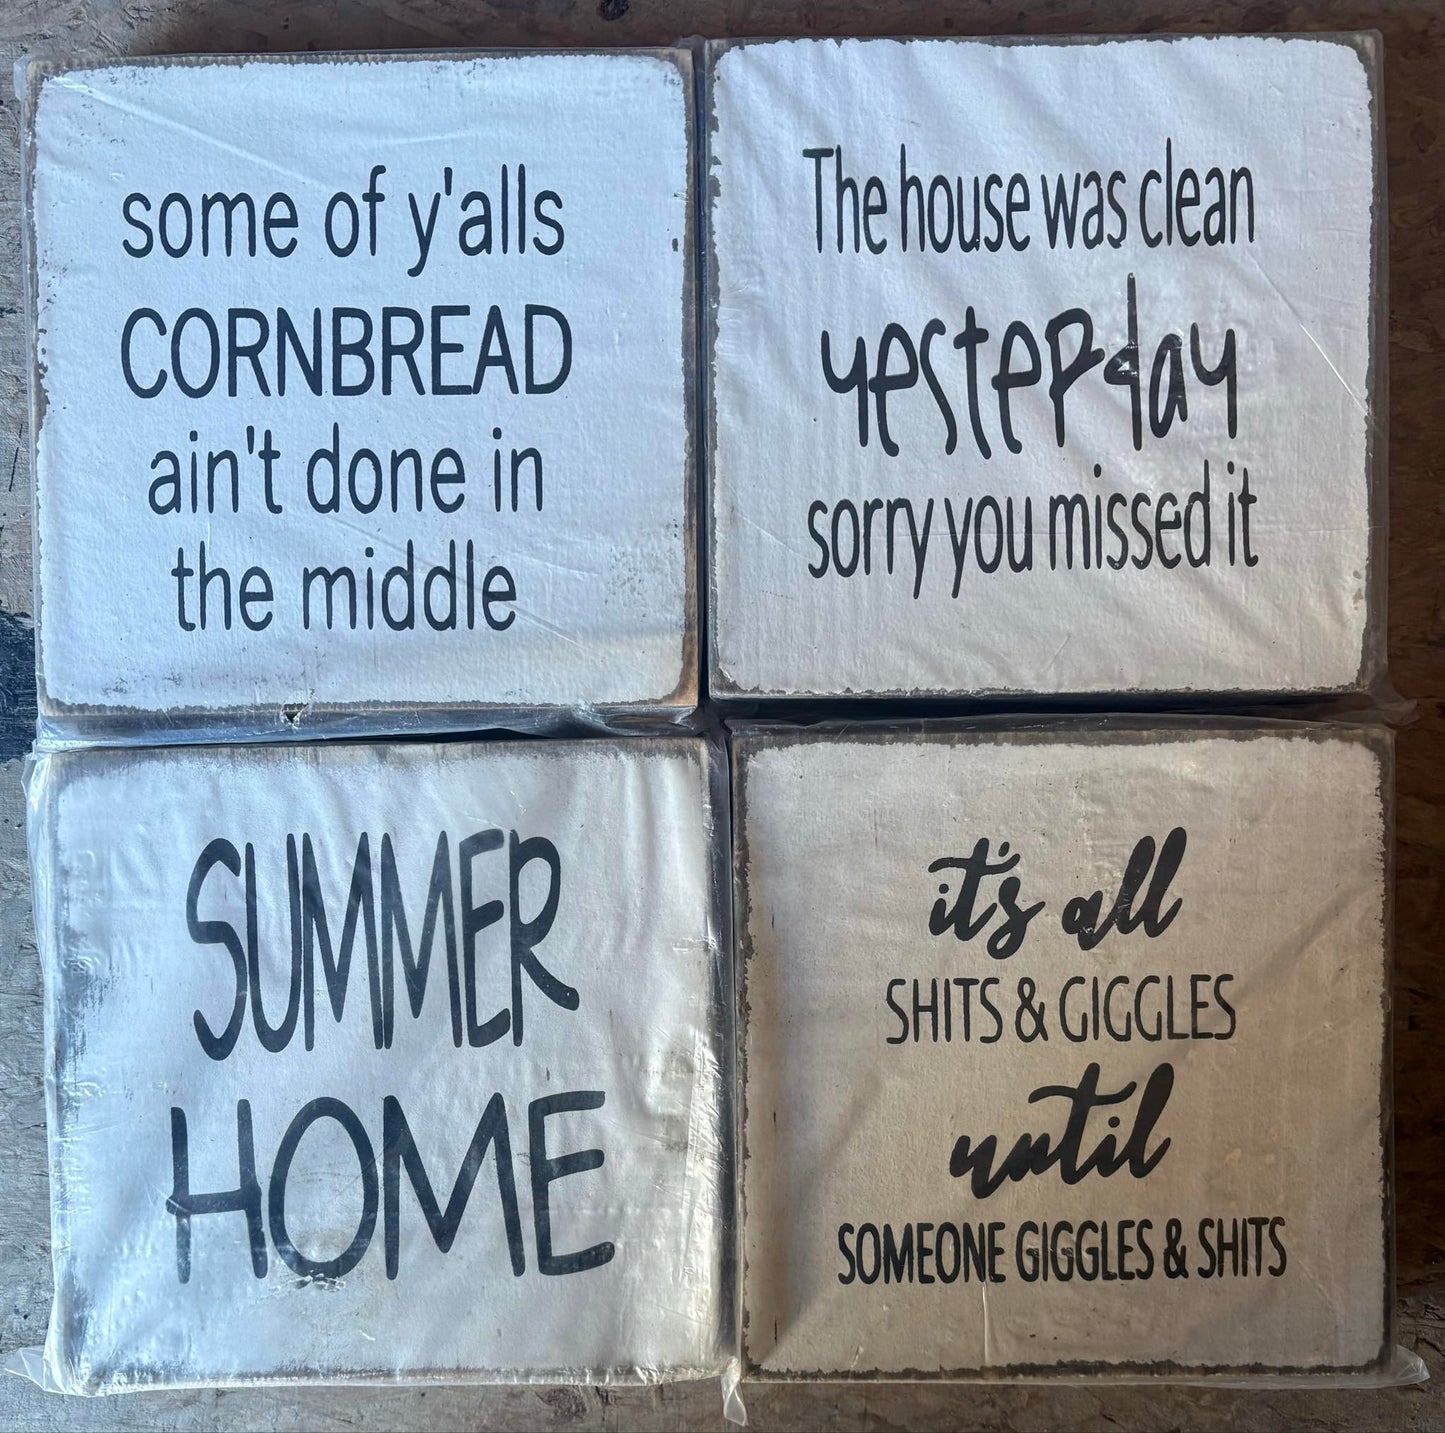 some of y'alls
CORNBREAD
ain't done in
the middle
The house was clean
yesterday
sorry you missed it
SUMMER
HOME
it's all
SHITS & GIGGLES
until
SOMEONE GIGGLES & SHITS